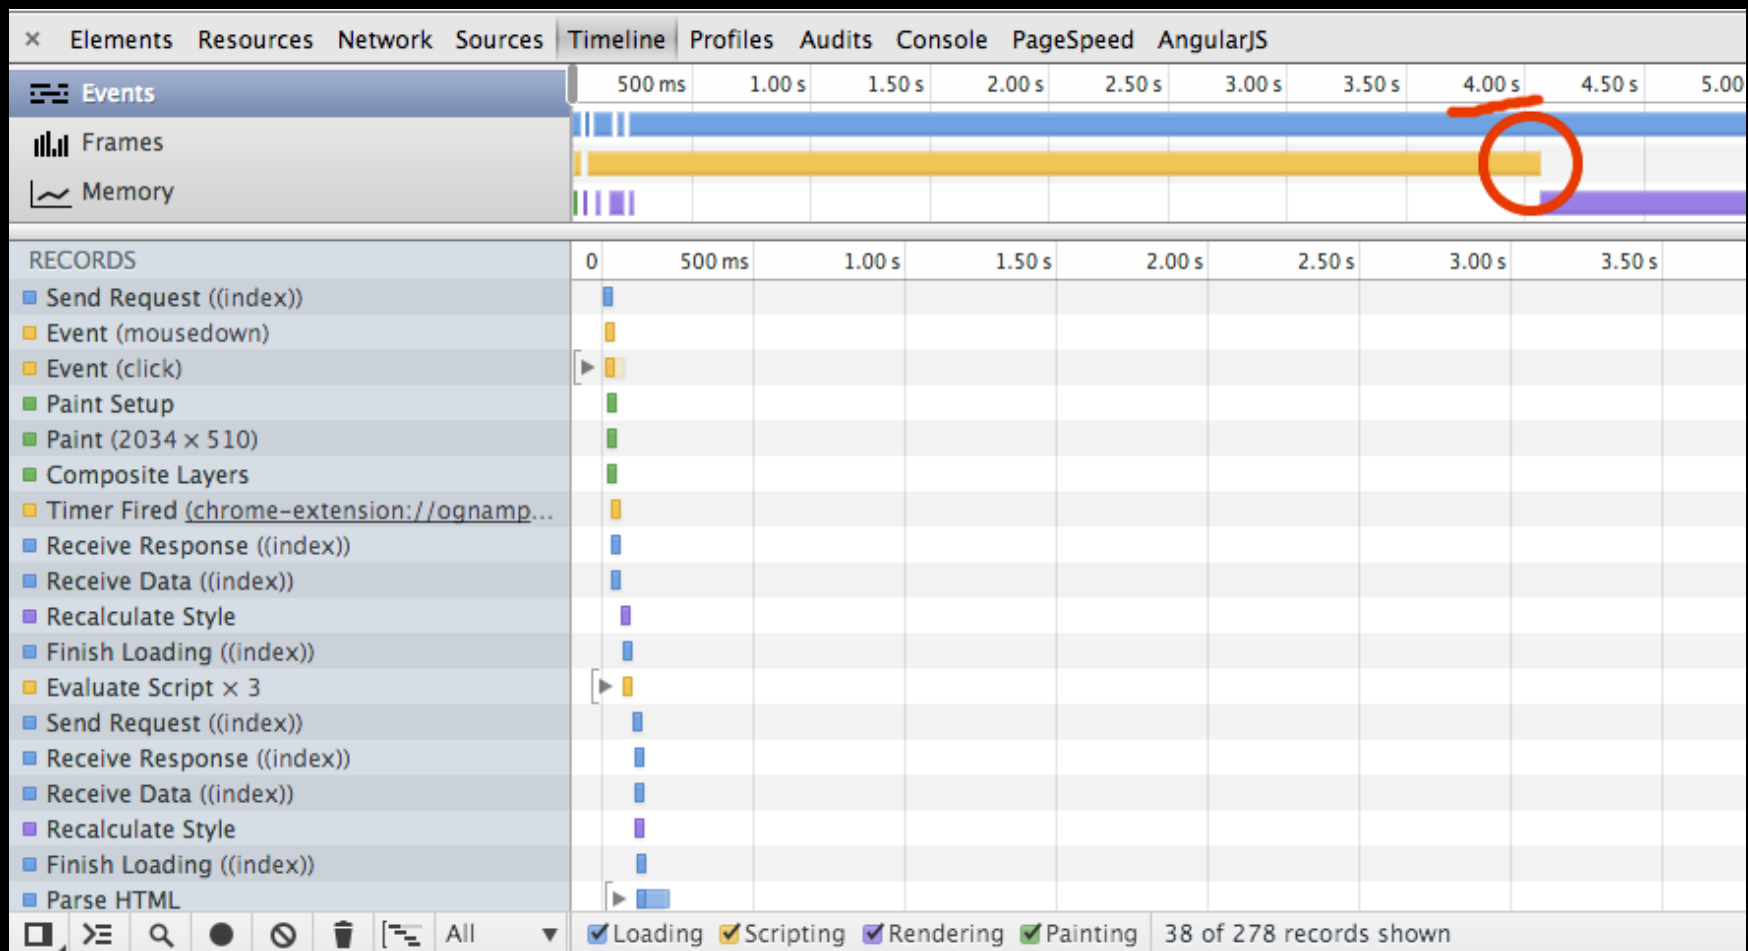 × Elements Resources Network Sources Timeline Profiles Audits Console PageSpeed AngularJS
Events
500 ms 1.00 s 1.50 s 2.00 s 2.50 s 3.00 s 3.50 s 4.00 s 4.50 s 5.00
Frames
Memory
RECORDS
0 500 ms 1.00 s 1.50 s 2.00 s 2.50 s 3.00 s 3.50 s
Send Request ((index))
Event (mousedown)
Event (click)
Paint Setup
Paint (2034 × 510)
Composite Layers
Timer Fired (chrome-extension://ognamp...
Receive Response ((index))
Receive Data ((index))
Recalculate Style
Finish Loading ((index))
Evaluate Script × 3
Send Request ((index))
Receive Response ((index))
Receive Data ((index))
Recalculate Style
Finish Loading ((index))
Parse HTML
All Loading Scripting Rendering Painting 38 of 278 records shown